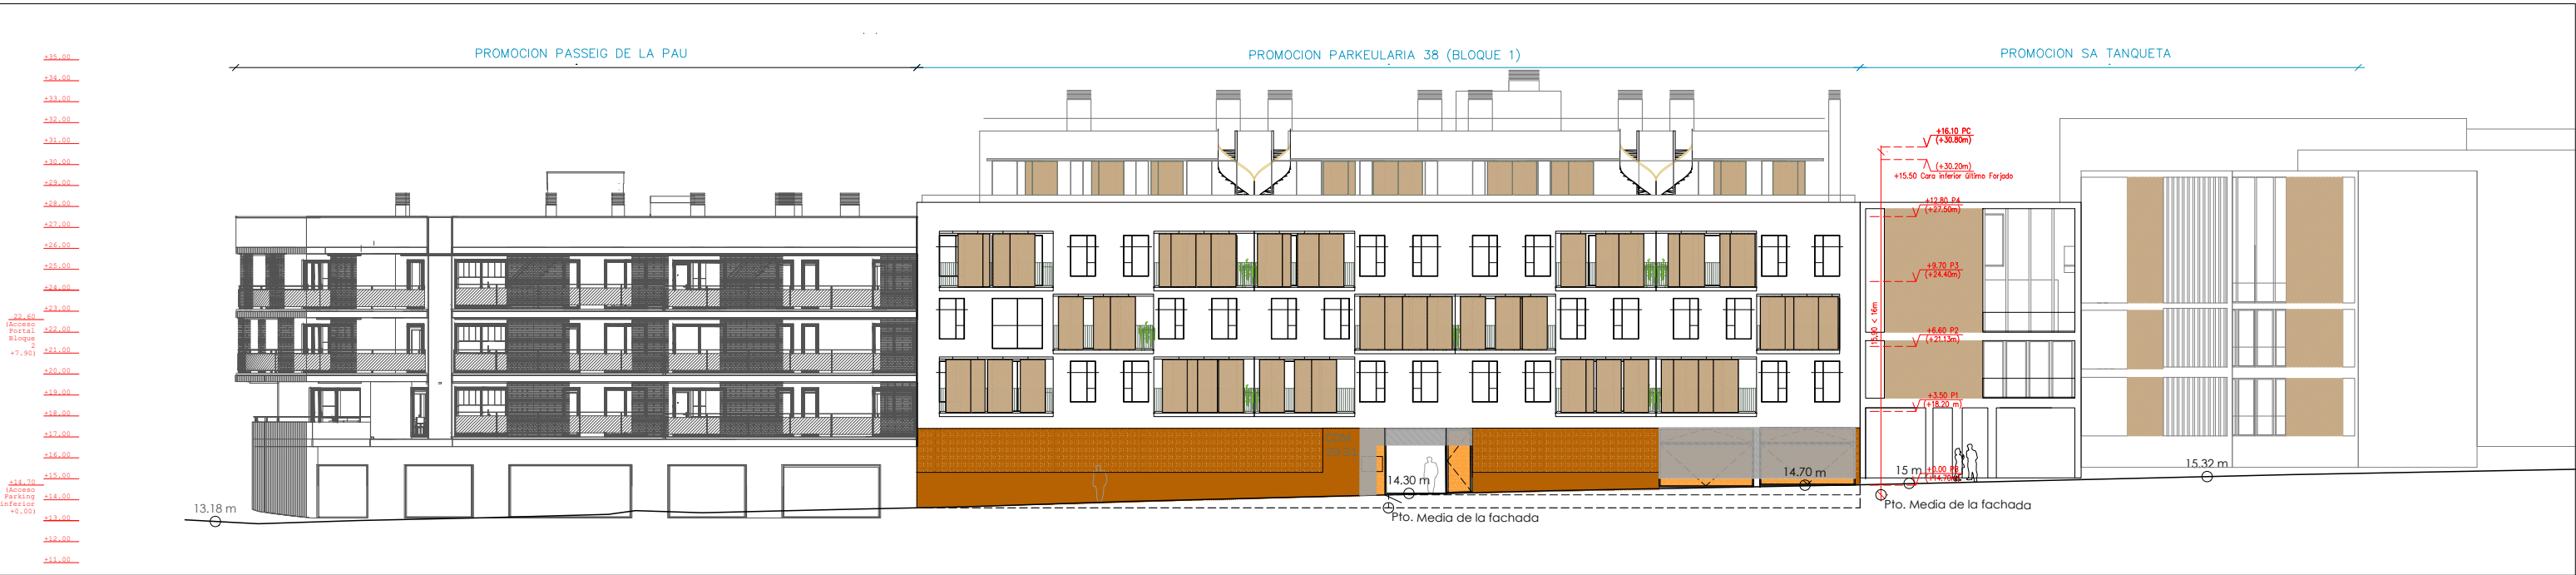 PROMOCION PASSEIG DE LA PAU
PROMOCION PARKEULARIA 38 (BLOQUE 1)
PROMOCION SA TANQUETA
+35.00
+34.00
+33.00
+32.00
+31.00
+30.00
+29.00
+28.00
+27.00
+26.00
+25.00
+24.00
+23.00
22.60
(Acceso
Portal
Bloque
2
+7.90)
+22.00
+21.00
+20.00
+19.00
+18.00
+17.00
+16.00
+15.00
+14.70
(Acceso
Parking
inferior
+0.00)
+14.00
+13.00
+12.00
+11.00
+16.10 PC
(+30.80m)
(+30.20m)
+15.50 Cara inferior último Forjado
+12.80 P4
(+27.50m)
+9.70 P3
(+24.40m)
15,90 < 16m
+6.60 P2
(+21.13m)
+3.50 P1
(+18.20 m)
+0.00 PB
13.18 m
14.30 m
Pto. Media de la fachada
14.70 m
15 m
Pto. Media de la fachada
15.32 m